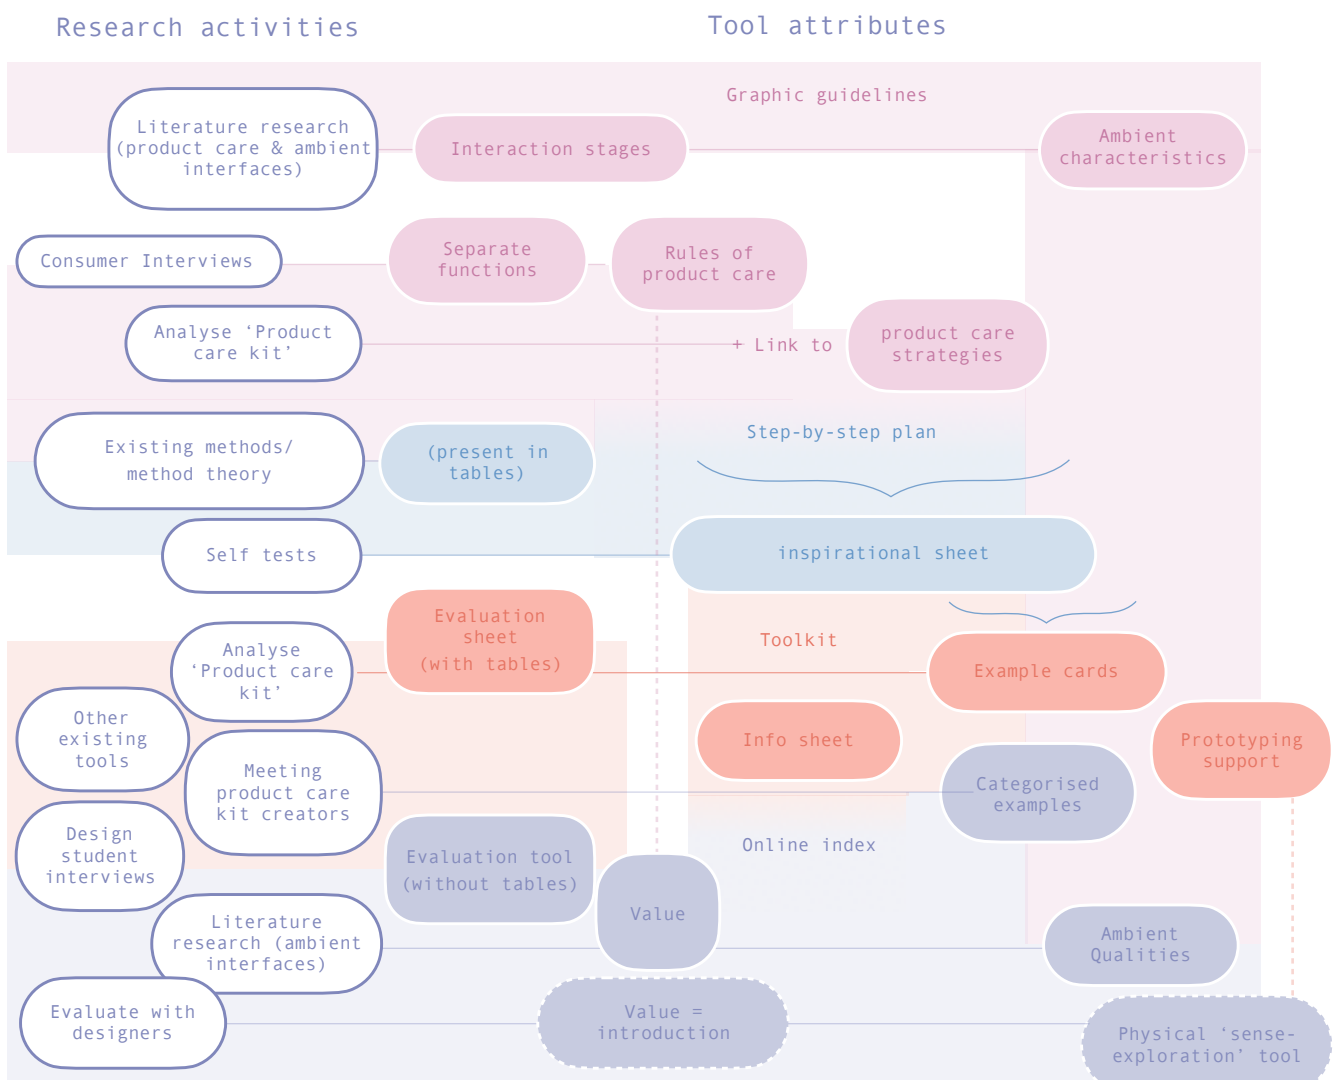 Research activities
Tool attributes
Graphic guidelines
Literature research
(product care & ambient
interfaces)
Interaction stages
Ambient
characteristics
Consumer Interviews
Separate
functions
Rules of
product care
Analyse ‘Product
care kit’
+ Link to
product care
strategies
Existing methods/
method theory
(present in
tables)
Step-by-step plan
Self tests
inspirational sheet
Evaluation
sheet
(with tables)
Analyse
‘Product care
kit’
Toolkit
Example cards
Other
existing
tools
Info sheet
Prototyping
support
Meeting
product care
kit creators
Categorised
examples
Design
student
interviews
Evaluation tool
(without tables)
Online index
Value
Literature
research (ambient
interfaces)
Ambient
Qualities
Evaluate with
designers
Value =
introduction
Physical ‘sense-
exploration’ tool